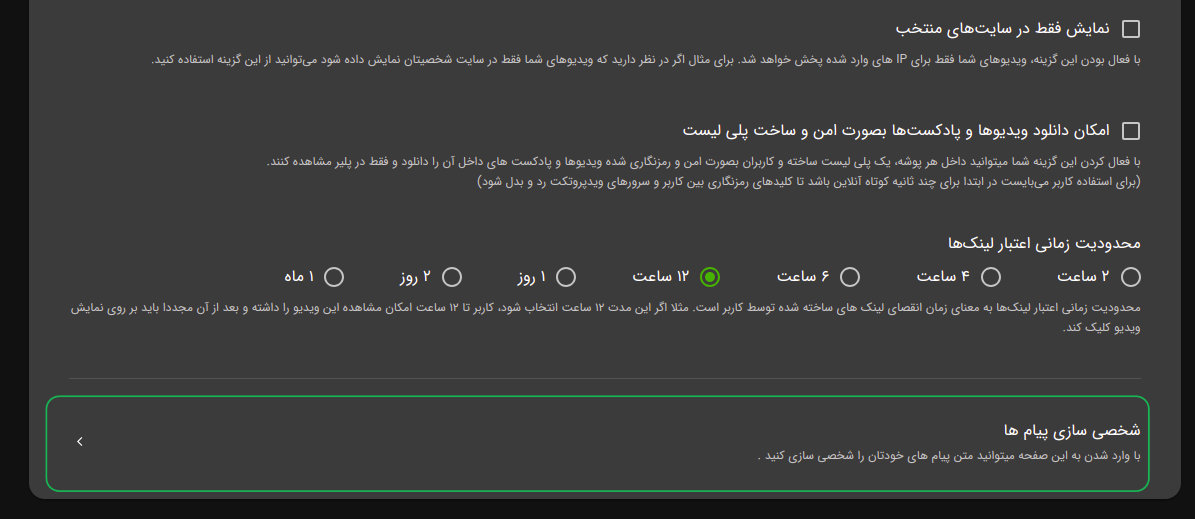 نمایش فقط در سایت‌های منتخب
با فعال بودن این گزینه، ویدیوهای شما فقط برای IP های وارد شده پخش خواهد شد. برای مثال اگر در نظر دارید که ویدیوهای شما فقط در سایت شخصیتان نمایش داده شود می‌توانید از این گزینه استفاده کنید.
امکان دانلود ویدیوها و پادکست‌ها بصورت امن و ساخت پلی لیست
با فعال کردن این گزینه شما میتوانید داخل هر پوشه، یک پلی لیست ساخته و کاربران بصورت امن و رمزنگاری شده ویدیوها و پادکست های داخل آن را دانلود و فقط در پلیر مشاهده کنند.
(برای استفاده کاربر می‌بایست در ابتدا برای چند ثانیه کوتاه آنلاین باشد تا کلیدهای رمزنگاری بین کاربر و سرورهای ویدپروتکت رد و بدل شود)
محدودیت زمانی اعتبار لینک‌ها
۲ ساعت ۴ ساعت ۶ ساعت ۱۲ ساعت ۱ روز ۲ روز ۱ ماه
محدودیت زمانی اعتبار لینک‌ها به معنای زمان انقضای لینک های ساخته شده توسط کاربر است. مثلا اگر این مدت ۱۲ ساعت انتخاب شود، کاربر تا ۱۲ ساعت امکان مشاهده این ویدیو را داشته و بعد از آن مجددا باید بر روی نمایش
ویدیو کلیک کند.
شخصی سازی پیام ها
با وارد شدن به این صفحه میتوانید متن پیام های خودتان را شخصی سازی کنید .